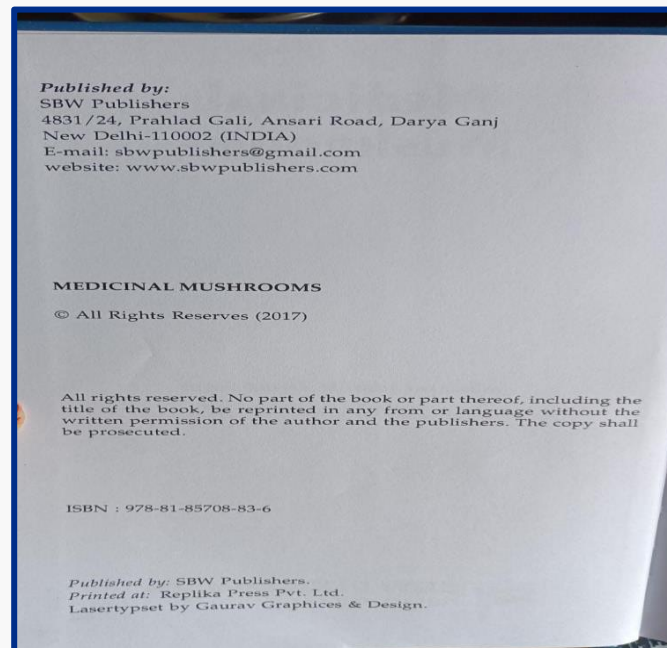 Published by:
SBW Publishers
4831/24, Prahlad Gali, Ansari Road, Darya Ganj
New Delhi-110002 (INDIA)
E-mail: sbwpublishers@gmail.com
website: www.sbwpublishers.com
MEDICINAL MUSHROOMS
© All Rights Reserves (2017)
All rights reserved. No part of the book or part thereof, including the
title of the book, be reprinted in any from or language without the
written permission of the author and the publishers. The copy shall
be prosecuted.
ISBN : 978-81-85708-83-6
Published by: SBW Publishers.
Printed at: Replika Press Pvt. Ltd.
Lasertypset by Gaurav Graphices & Design.